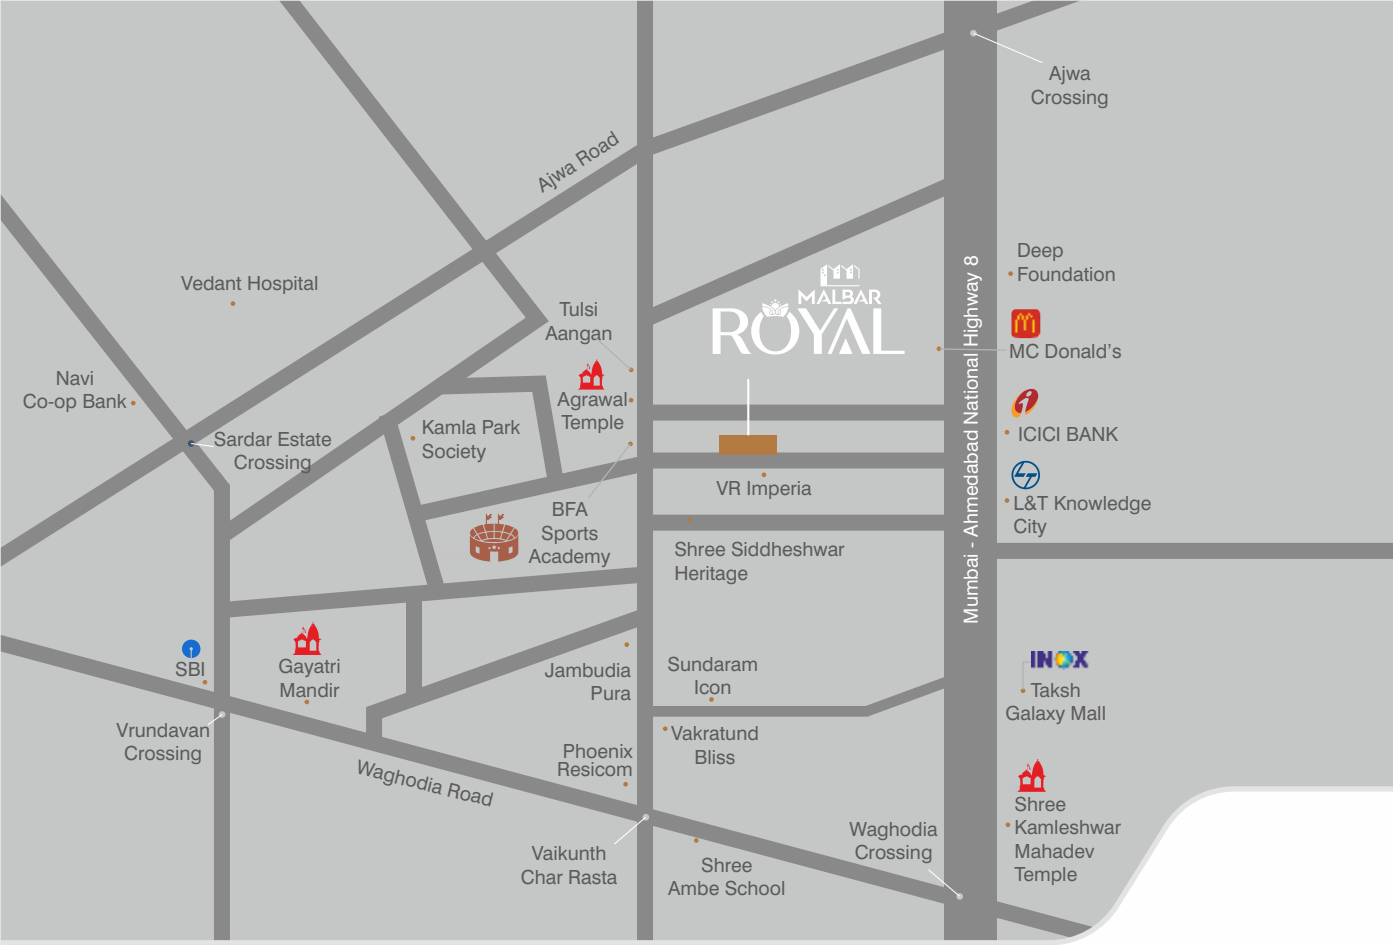 Ajwa
Crossing
Ajwa Road
Deep
Foundation
Vedant Hospital
MALBAR
ROYAL
Tulsi
Aangan
MC Donald's
Mumbai - Ahmedabad National Highway 8
Navi
Co-op Bank
Agrawal
Temple
Kamla Park
Society
Sardar Estate
Crossing
ICICI BANK
VR Imperia
L&T Knowledge
City
BFA
Sports
Academy
Shree Siddheshwar
Heritage
SBI
Gayatri
Mandir
Jambudia
Pura
Sundaram
Icon
INOX
Taksh
Galaxy Mall
Vrundavan
Crossing
Vakratund
Bliss
Phoenix
Resicom
Waghodia Road
Shree
Kamleshwar
Mahadev
Temple
Waghodia
Crossing
Vaikunth
Char Rasta
Shree
Ambe School